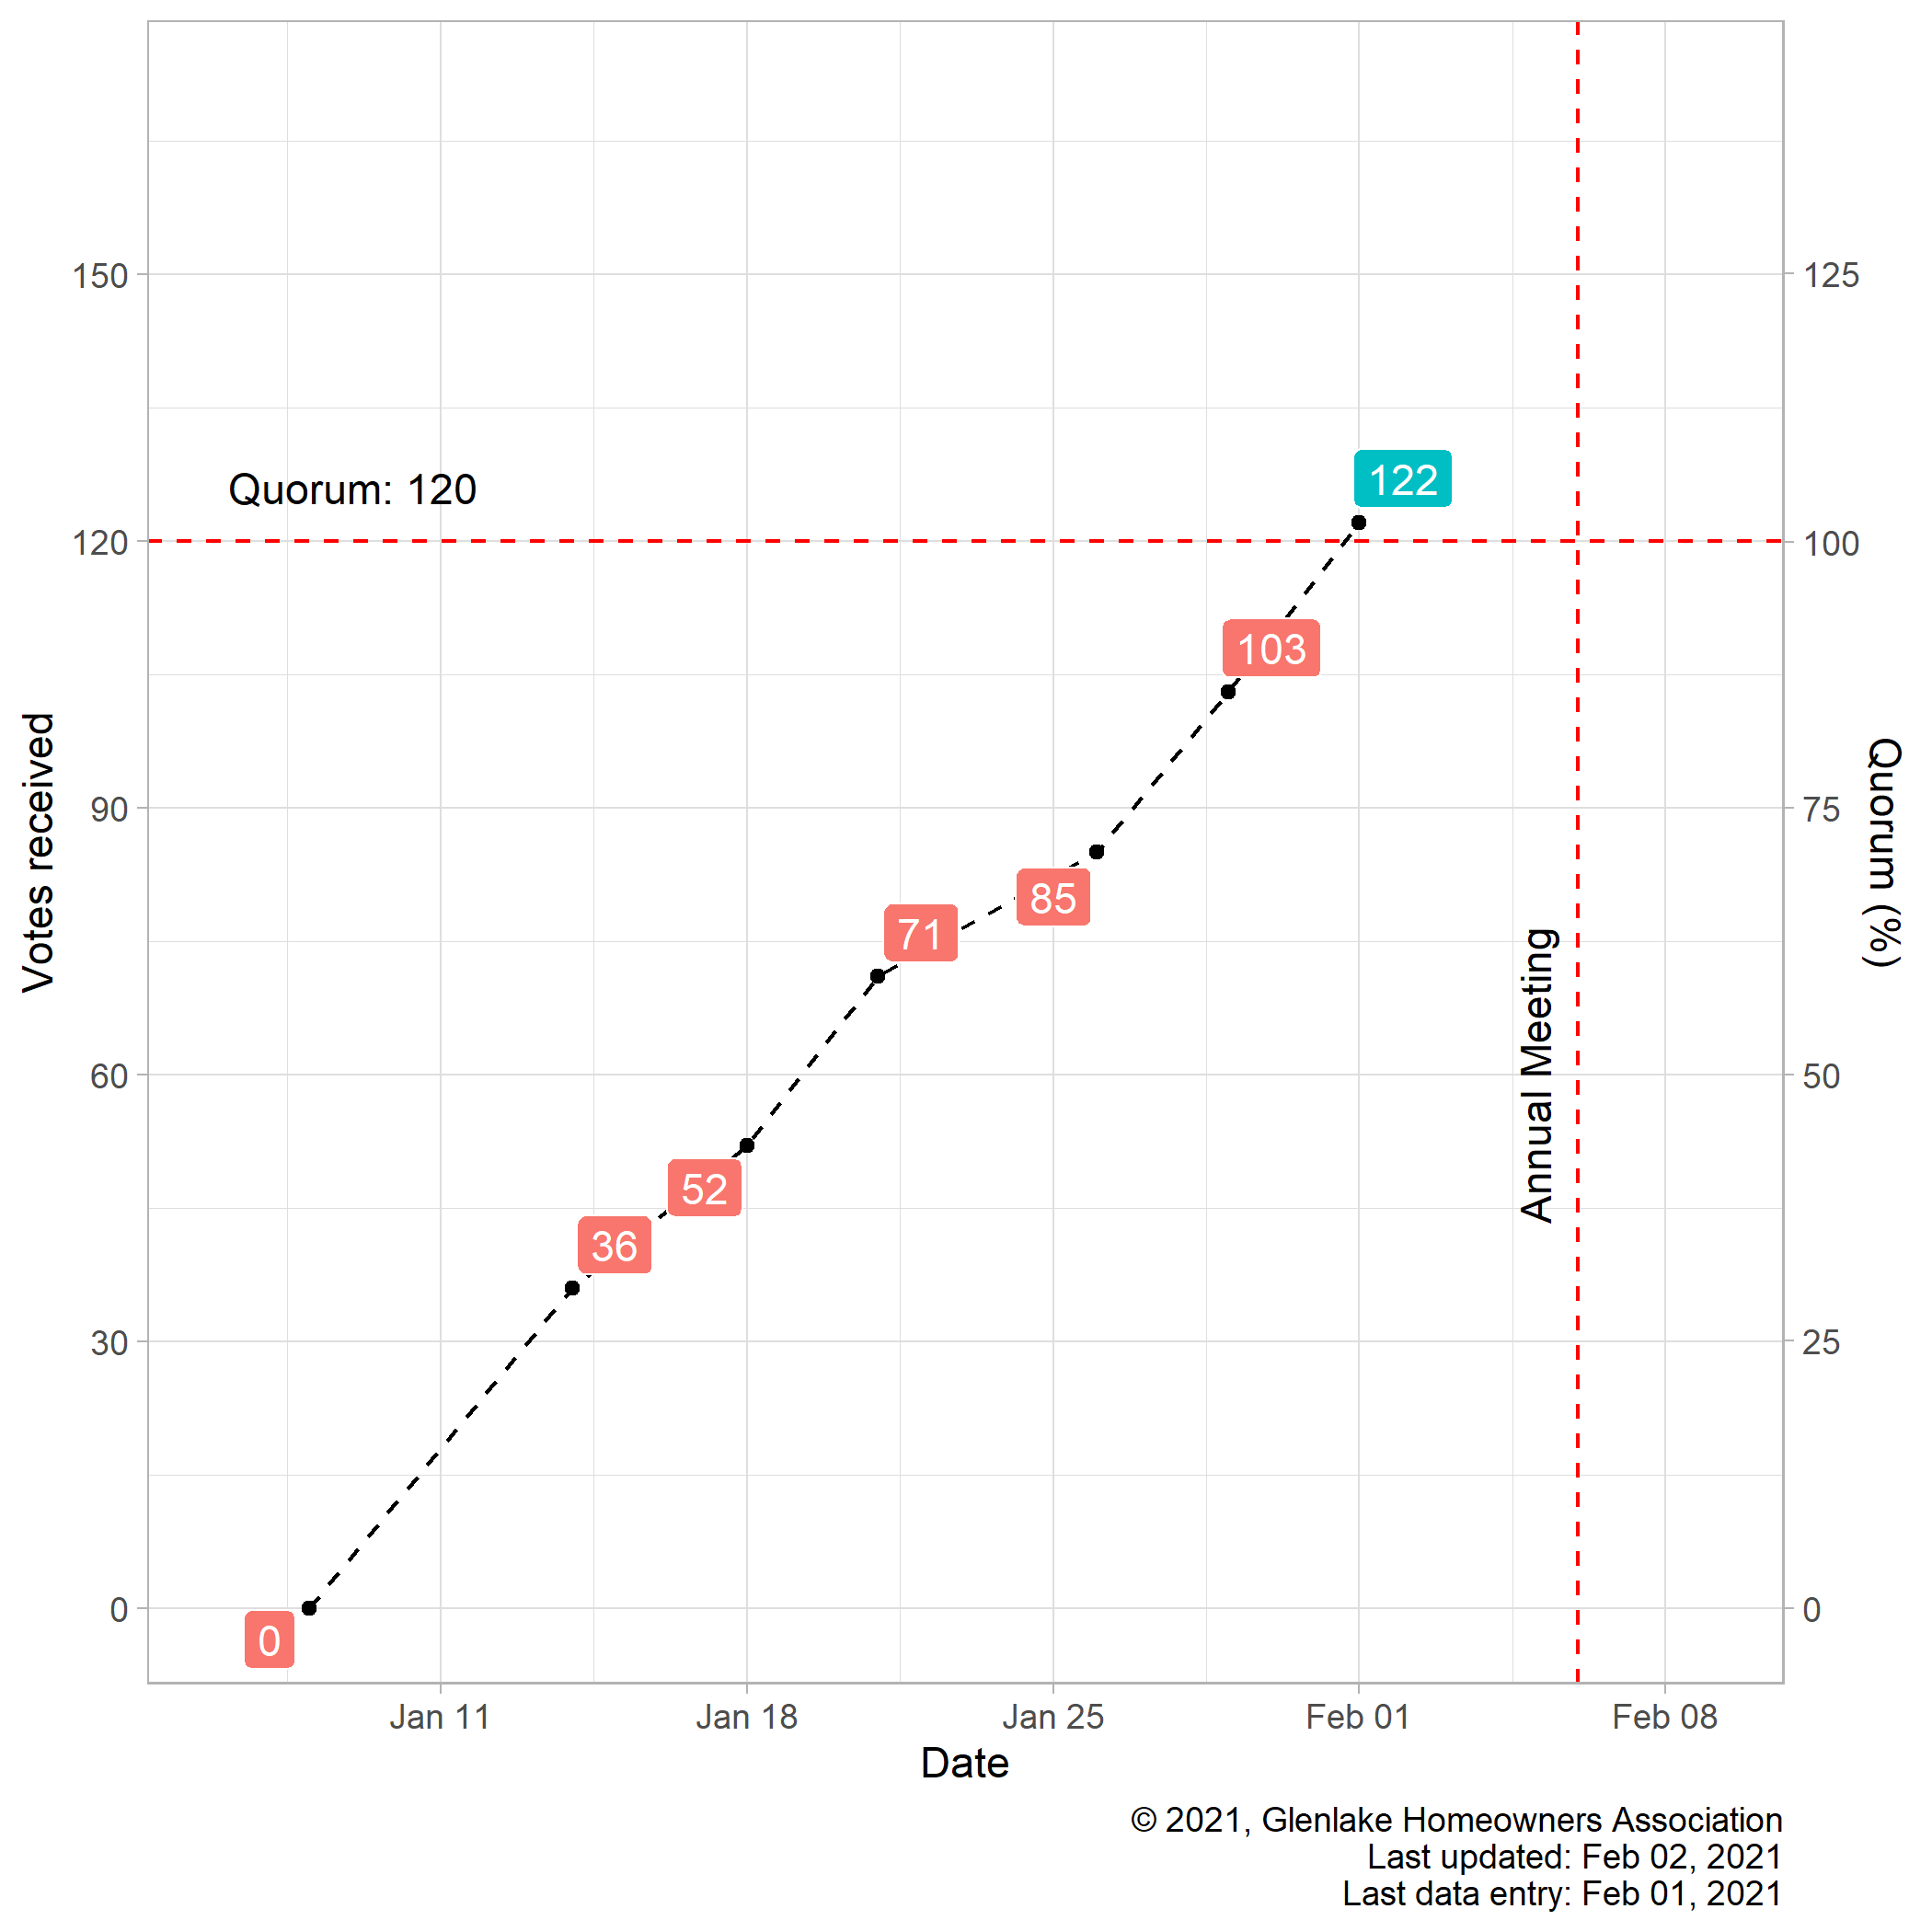 150
120
90
60
30
0
Votes received
Quorum: 120
0
36
52
71
85
103
122
Annual Meeting
125
100
75
50
25
0
Quorum (%)
Jan 11
Jan 18
Jan 25
Feb 01
Feb 08
Date
© 2021, Glenlake Homeowners Association
Last updated: Feb 02, 2021
Last data entry: Feb 01, 2021